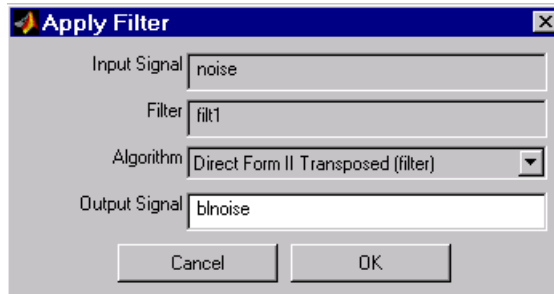 Apply Filter
Input Signal noise
Filter filt1
Algorithm Direct Form II Transposed (filter)
Output Signal blnoise
Cancel OK